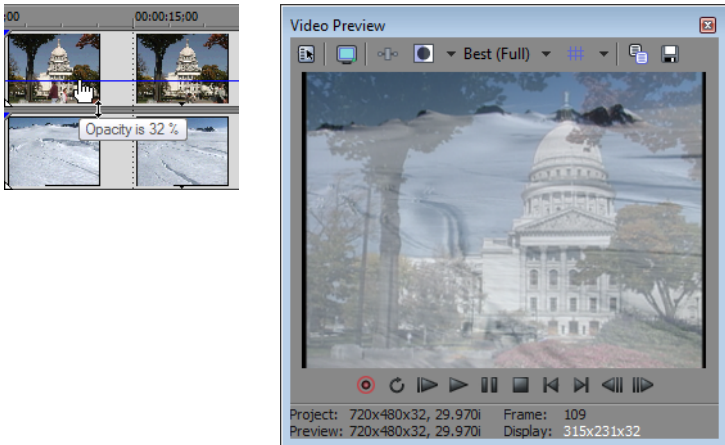 :00 00:00:15;00
Opacity is 32 %
Video Preview
Best (Full)
Project: 720x480x32, 29.970i Frame: 109
Preview: 720x480x32, 29.970i Display: 315x231x32